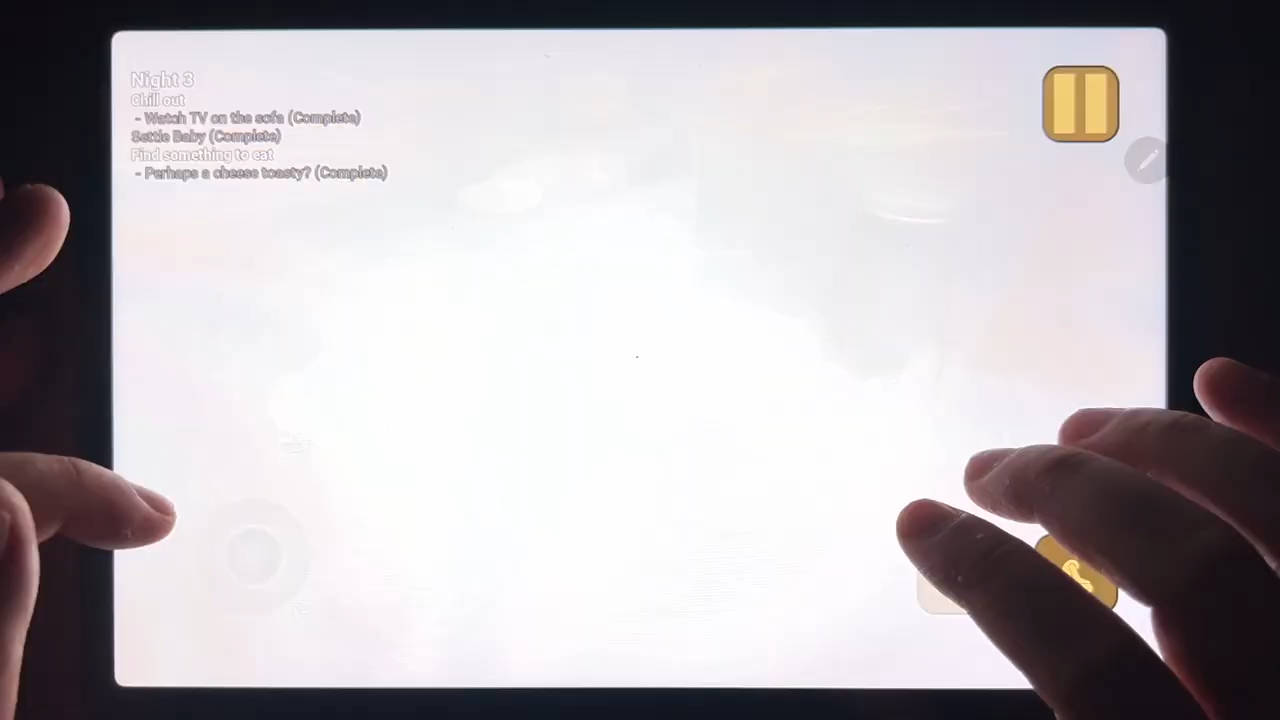 Night 3
Chill out
- Watch TV on the sofa (Complete)
Settle Baby (Complete)
Find something to eat
- Perhaps a cheese toasty? (Complete)